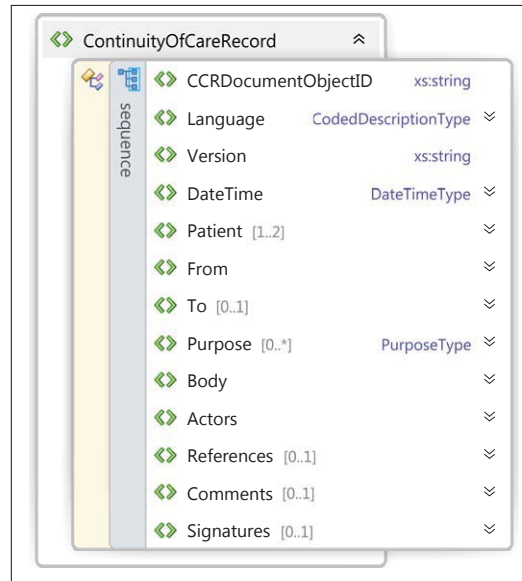 ContinuityOfCareRecord
sequence
CCRDocumentObjectID xs:string
Language CodedDescriptionType
Version xs:string
DateTime DateTimeType
Patient [1..2]
From
To [0..1]
Purpose [0..*] PurposeType
Body
Actors
References [0..1]
Comments [0..1]
Signatures [0..1]